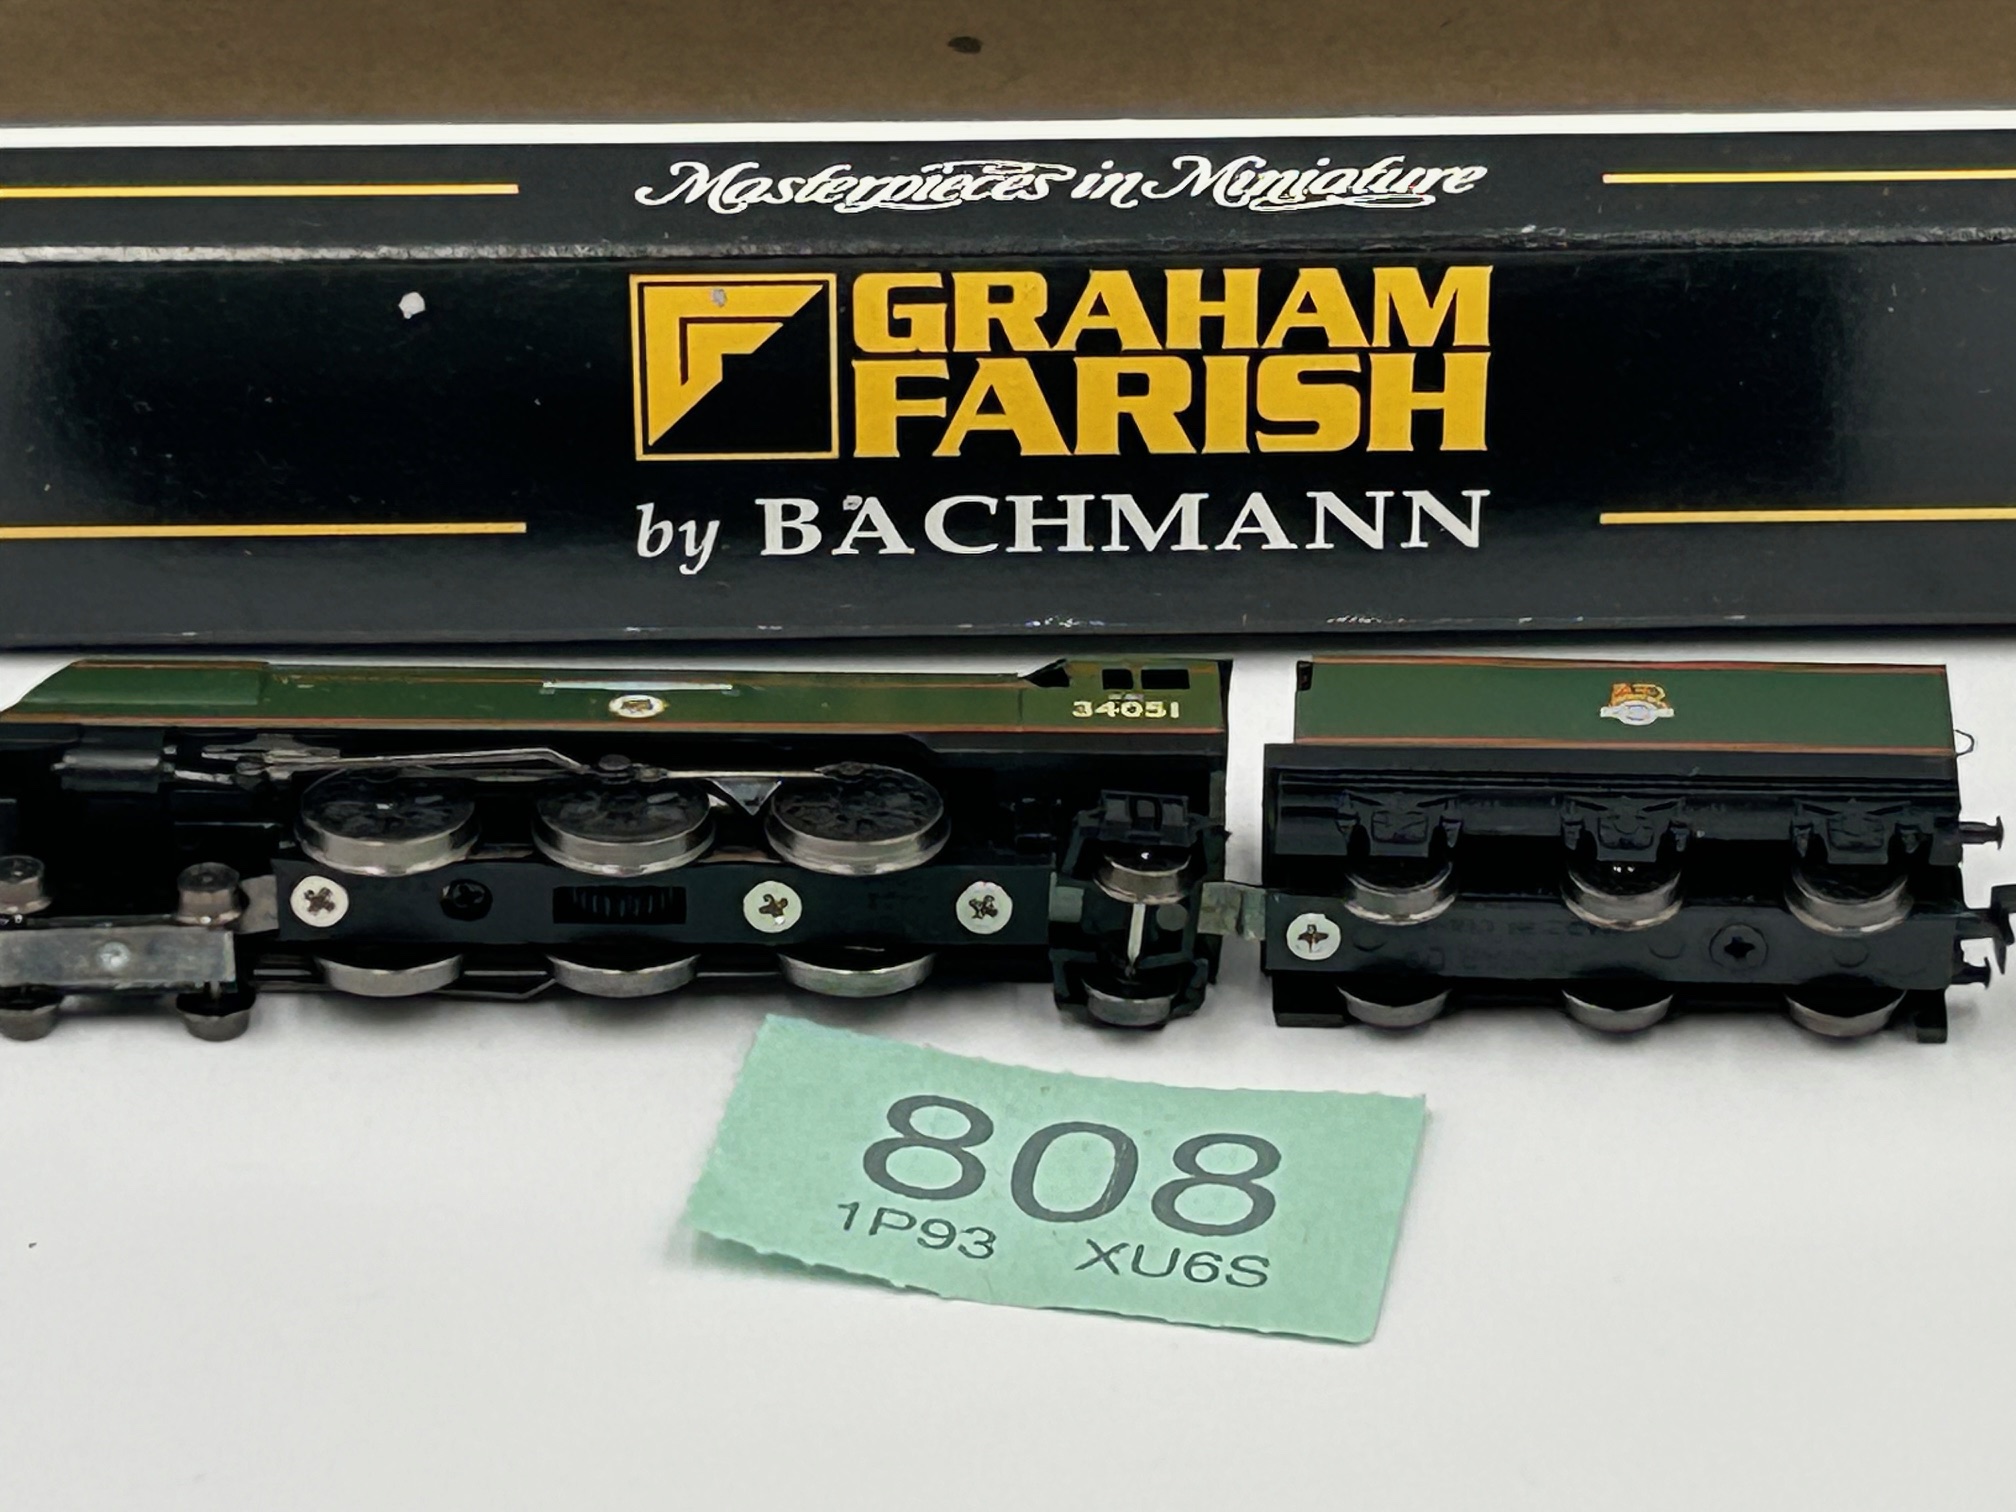 Masterpieces in Miniature
GRAHAM
FARISH
by BACHMANN
34051
808
1P93 XU6S